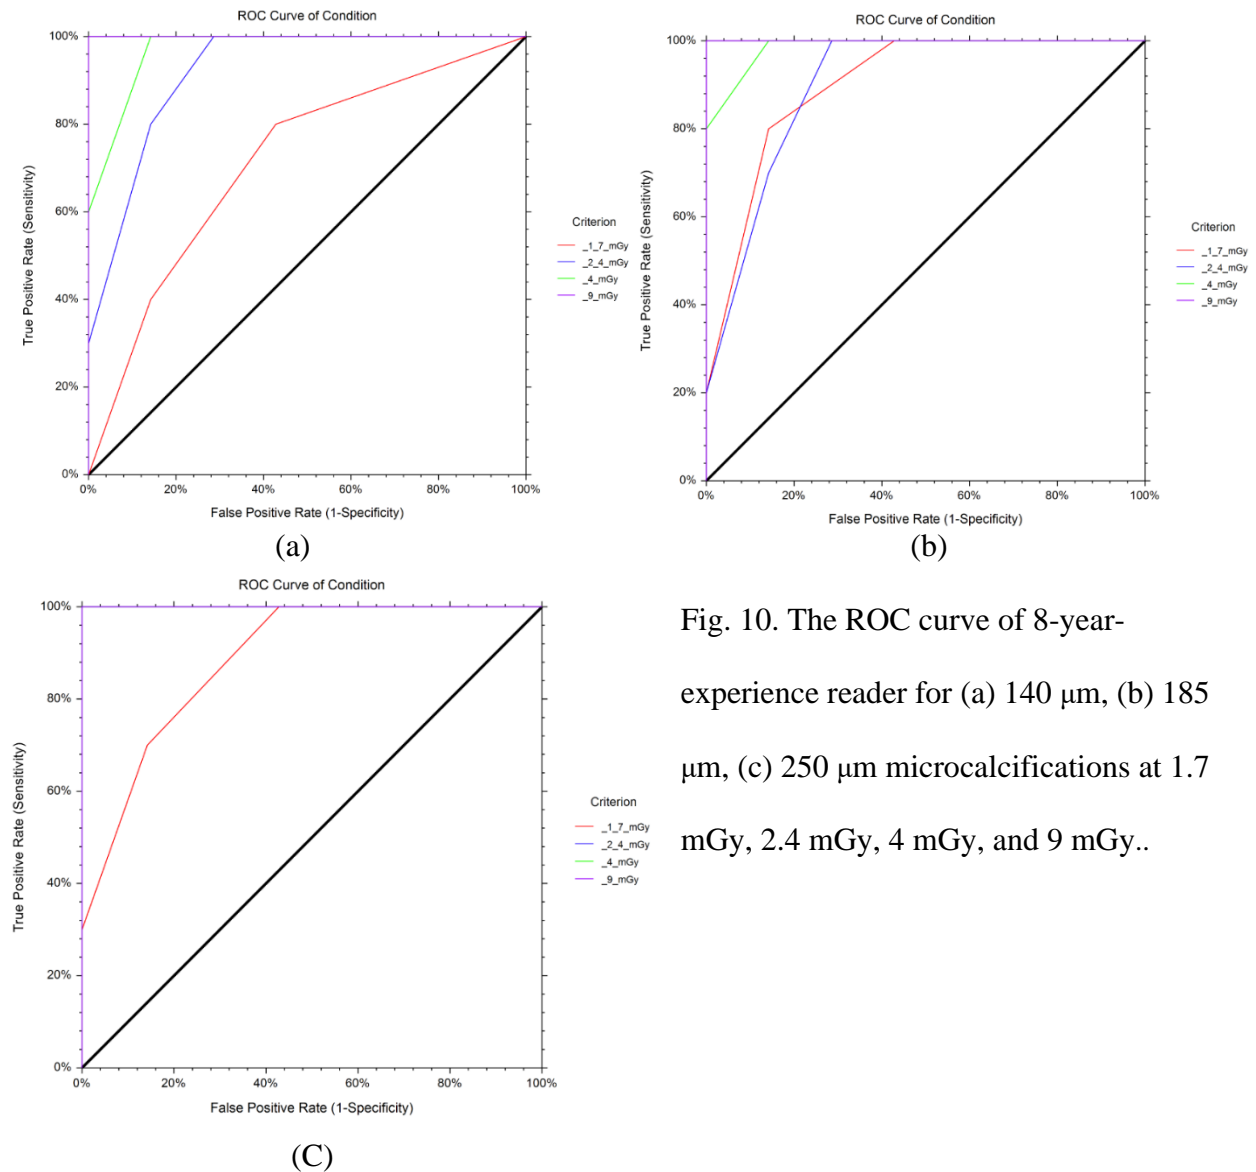 ROC Curve of Condition
True Positive Rate (Sensitivity)
100%
80%
60%
40%
20%
0%
0% 20% 40% 60% 80% 100%
False Positive Rate (1-Specificity)
Criterion
_1_7_mGy
_2_4_mGy
_4_mGy
_9_mGy
(a)
ROC Curve of Condition
True Positive Rate (Sensitivity)
100%
80%
60%
40%
20%
0%
0% 20% 40% 60% 80% 100%
False Positive Rate (1-Specificity)
Criterion
_1_7_mGy
_2_4_mGy
_4_mGy
_9_mGy
(b)
ROC Curve of Condition
True Positive Rate (Sensitivity)
100%
80%
60%
40%
20%
0%
0% 20% 40% 60% 80% 100%
False Positive Rate (1-Specificity)
Criterion
_1_7_mGy
_2_4_mGy
_4_mGy
_9_mGy
(C)
Fig. 10. The ROC curve of 8-year-
experience reader for (a) 140 μm, (b) 185
μm, (c) 250 μm microcalcifications at 1.7
mGy, 2.4 mGy, 4 mGy, and 9 mGy..